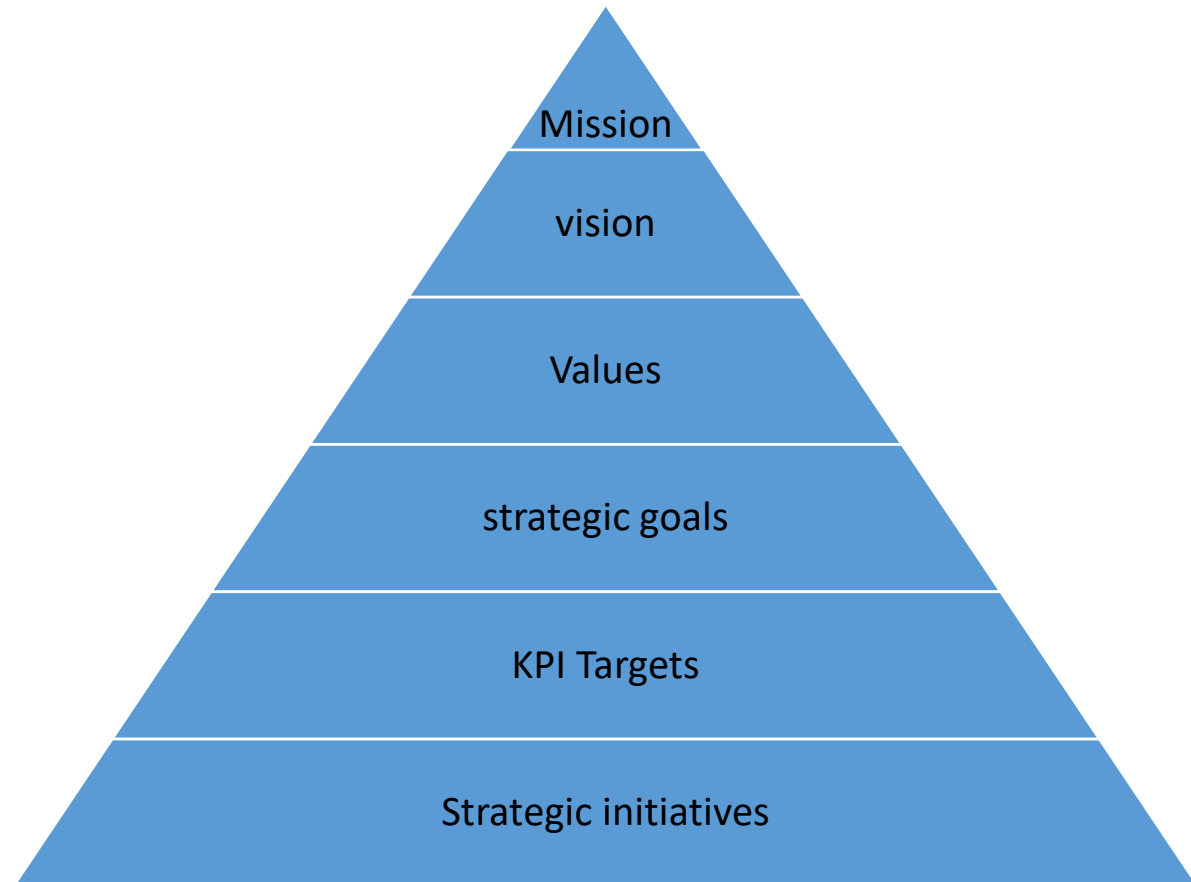 Mission
vision
Values
strategic goals
KPI Targets
Strategic initiatives